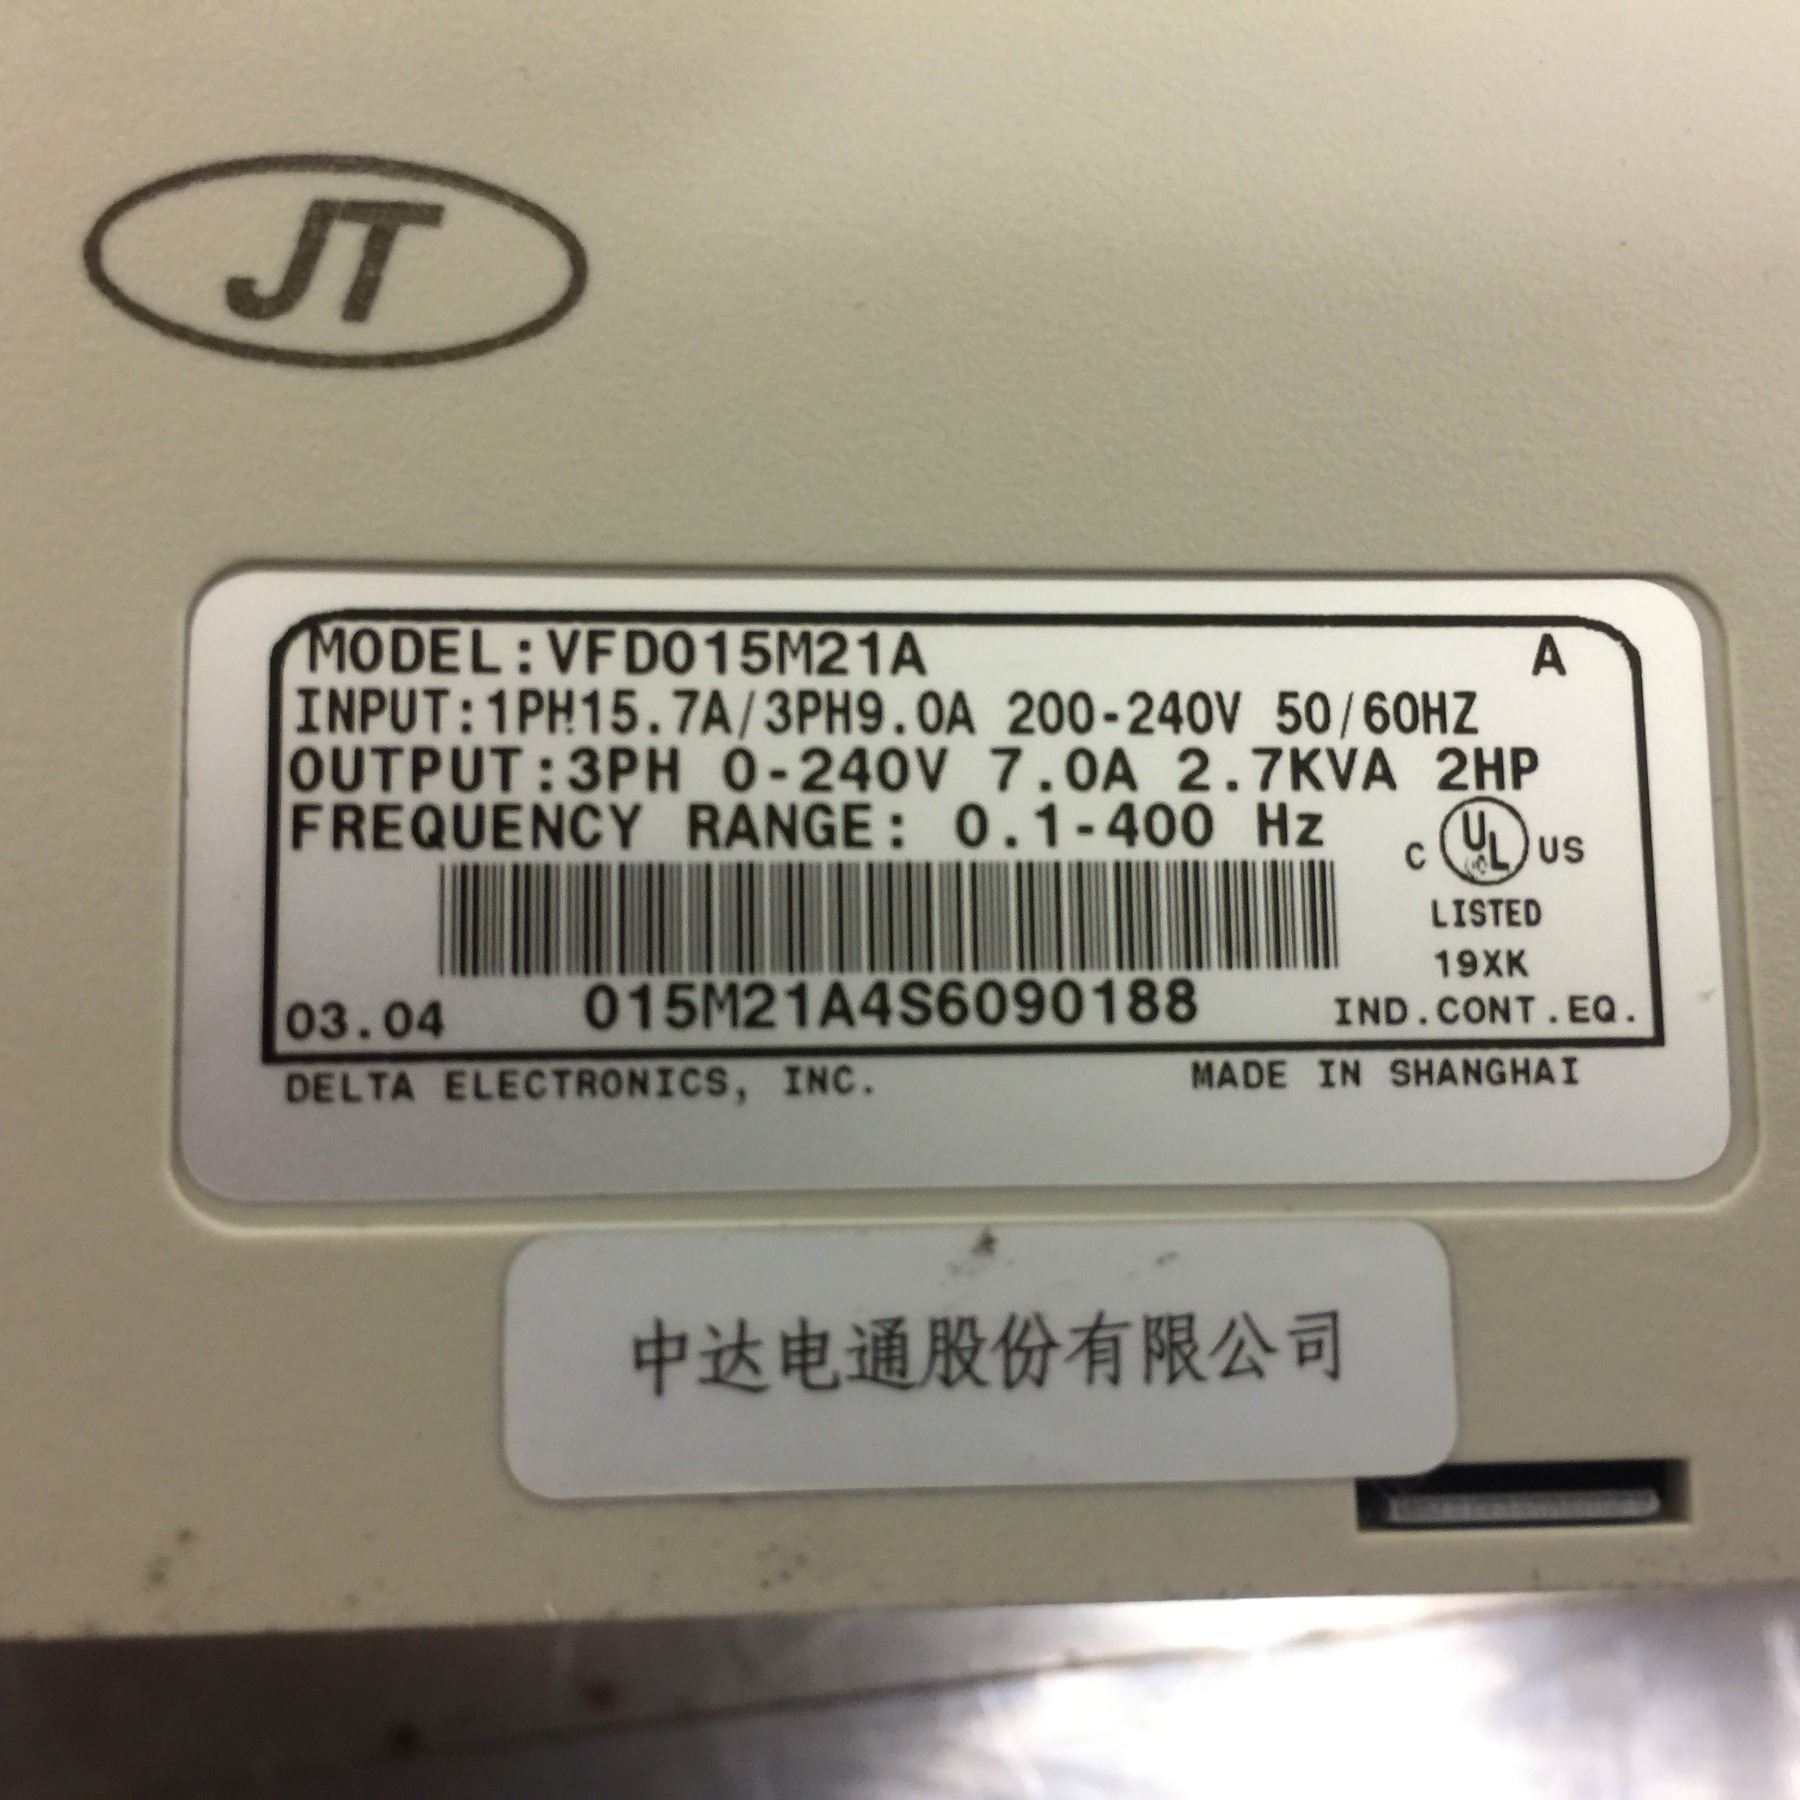 JT
MODEL:VFD015M21A A
INPUT:1PH15.7A/3PH9.0A 200-240V 50/60HZ
OUTPUT:3PH 0-240V 7.0A 2.7KVA 2HP
FREQUENCY RANGE: 0.1-400 Hz
C UL US
LISTED
19XK
03.04 015M21A4S6090188 IND.CONT.EQ.
DELTA ELECTRONICS, INC. MADE IN SHANGHAI
中达电通股份有限公司